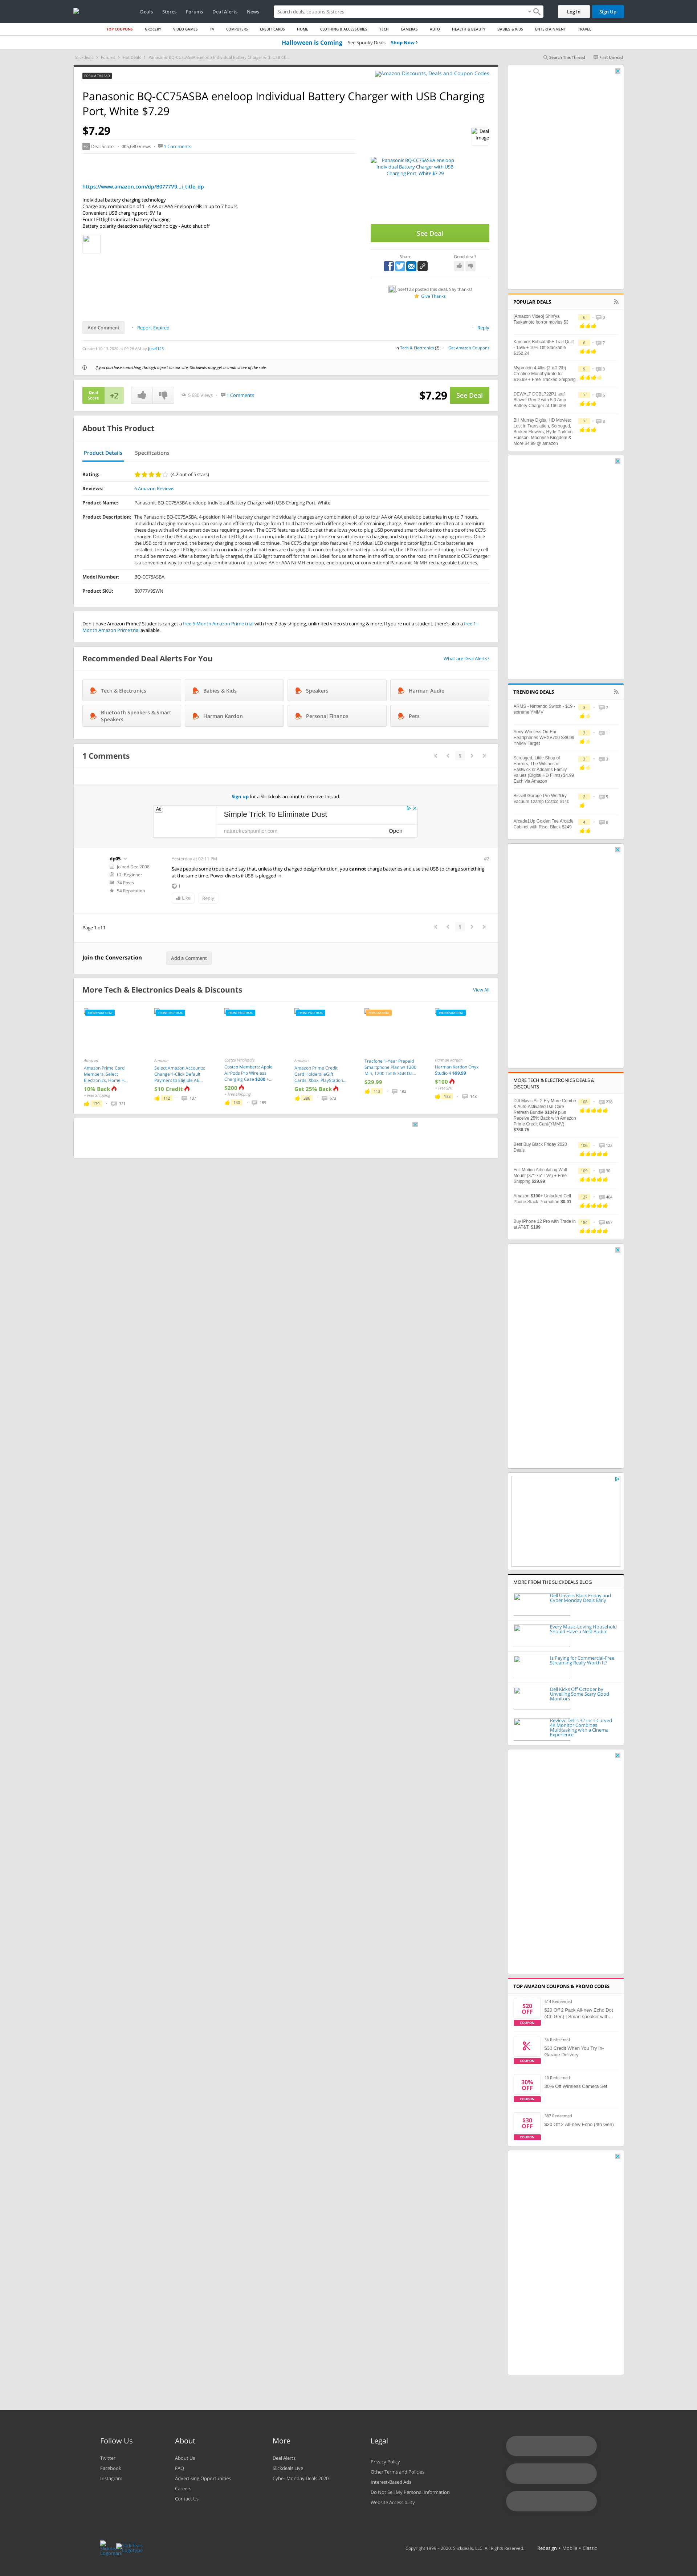 Deals
Stores
Forums
Deal Alerts
News
Search deals, coupons & stores
Log In
Sign Up
TOP COUPONS
GROCERY
VIDEO GAMES
TV
COMPUTERS
CREDIT CARDS
HOME
CLOTHING & ACCESSORIES
TECH
CAMERAS
AUTO
HEALTH & BEAUTY
BABIES & KIDS
ENTERTAINMENT
TRAVEL
Halloween is Coming See Spooky Deals Shop Now
Slickdeals > Forums > Hot Deals > Panasonic BQ-CC75ASBA eneloop Individual Battery Charger with USB
Search This Thread
First Unread
FORUM THREAD
Amazon Discounts, Deals and Coupon Codes
Panasonic BQ-CC75ASBA eneloop Individual Battery Charger with USB Charging Port, White $7.29
$7.29
Deal Image
+2 Deal Score
5,680 Views
1 Comments
Panasonic BQ-CC75ASBA eneloop Individual Battery Charger with USB Charging Port, White $7.29
https://www.amazon.com/dp/B0777V9...i_title_dp
Individual battery charging technology
Charge any combination of 1 - 4 AA or AAA Eneloop cells in up to 7 hours
Convenient USB charging port; 5V 1a
Four LED lights indicate battery charging
Battery polarity detection safety technology - Auto shut off
See Deal
Share
Good deal?
Josef123 posted this deal. Say thanks!
Give Thanks
Add Comment
Report Expired
Reply
Created 10-13-2020 at 09:35 AM by Josef123
in Tech & Electronics (2)
Get Amazon Coupons
If you purchase something through a post on our site, Slickdeals may get a small share of the sale.
Deal Score +2
5,680 Views
1 Comments
$7.29
See Deal
About This Product
Product Details
Specifications
Rating: (4.2 out of 5 stars)
Reviews: 6 Amazon Reviews
Product Name: Panasonic BQ-CC75ASBA eneloop Individual Battery Charger with USB Charging Port, White
Product Description: The Panasonic BQ-CC75ASBA, 4-position Ni-MH battery charger individually charges any combination of up to four AA or AAA eneloop batteries in up to 7 hours. Individual charging means you can easily and efficiently charge from 1 to 4 batteries with differing levels of remaining charge. Power outlets are often at a premium these days with all of the smart devices requiring power. The CC75 features a USB outlet that allows you to plug USB powered smart devices into the charger and share the power outlet. Once the USB plug is connected an LED light will turn on, indicating that the phone or smart device is charging and stop the battery charging process. Once the USB is disconnected, the battery charging process will continue. The CC75 charger also features 4 individual LED charging indicator lights. Once batteries are installed, the charger LED lights will turn on indicating the batteries are charging. If a non rechargeable battery is installed, the LED will flash indicating the battery cell should be removed. After a battery is fully charged, the LED light will turn off, indicating that the cell is ready for use. Ideal for home, office or on the road, this Panasonic CC75 charger is a convenient way to recharge any combination of up to two AA or AAA Ni-MH eneloop, eneloop pro, or conventional Panasonic Ni-MH rechargeable batteries.
Model Number: BQ-CC75ASBA
Product SKU: B0777V9SWN
Don't have Amazon Prime? Students can get a free 6-Month Amazon Prime trial with free 2-day shipping, unlimited video streaming & more. If you're not a student, there's also a free 1-Month Amazon Prime trial available.
Recommended Deal Alerts For You
What are Deal Alerts?
Tech & Electronics
Babies & Kids
Speakers
Harman Audio
Bluetooth Speakers & Smart Speakers
Harman Kardon
Personal Finance
Pets
1 Comments
1
Sign up for a Slickdeals account to remove this ad.
Ad
Simple Trick To Eliminate Dust
naturefreshpurifier.com
Open
dp05
Joined Dec 2008
L2: Beginner
74 Posts
54 Reputation
Yesterday at 02:11 PM
#2
Save people some trouble and say that, unless they changed design/function, you cannot charge batteries and use the USB to charge something at the same time. Power diverts if USB is plugged in.
1
Like
Reply
Page 1 of 1
1
Join the Conversation
Add a Comment
More Tech & Electronics Deals & Discounts
View All
FRONTPAGE DEAL
Amazon
Amazon Prime Card Members: Select Electronics, Home +...
10% Back
+ Free Shipping
Amazon
Select Amazon Accounts: Change 1-Click Default Payment to Eligible AE...
$10 Credit
Costco Wholesale
Costco Members: Apple AirPods Pro Wireless Charging Case $200 +...
$200
+ Free Shipping
Amazon
Amazon Prime Credit Card Holders: eGift Cards: Xbox, PlayStation...
Get 25% Back
Tracfone 1-Year Prepaid Smartphone Plan w/ 1200 Min, 1200 Txt & 3GB Da...
$29.99
Harman Kardon
Harman Kardon Onyx Studio 4 $99.99
$100
+ Free S/H
POPULAR DEALS
[Amazon Video] Shin'ya Tsukamoto horror movies $3
Kaenmok Bobcat 45F Trail Quilt - 15% + 10% Off Stackable $152.24
Myprotein 4.4lbs (2 x 2.2lb) Creatine Monohydrate for $16.99 + Free Tracked Shipping
DEWALT DCBL722P1 leaf Blower Gen 2 with 5.0 Amp Battery Charger at 169.00$
Bill Murray Digital HD Movies: Lost in Translation, Scrooged, Broken Flowers, Hyde Park on Hudson, Moonrise Kingdom & More $4.99 @ amazon
TRENDING DEALS
ARMS - Nintendo Switch - $19 - extreme YMMV
Sony Wireless On-Ear Headphones WHXB700 $38.99 YMMV Target
Scrooged, Little Shop of Horrors, The Witches of Eastwick or Addams Family Values (Digital HD Films) $4.99 Each via Amazon
Bissell Garage Pro Wet/Dry Vacuum 12amp Costco $140
Arcade1Up Golden Tee Arcade Cabinet with Riser Black $249
MORE TECH & ELECTRONICS DEALS & DISCOUNTS
DJI Mavic Air 2 Fly More Combo & Auto-Activated DJI Care Refresh Bundle $1049 plus Receive 25% Back with Amazon Prime Credit Card(YMMV) $786.75
Best Buy Black Friday 2020 Deals
Full Motion Articulating Wall Mount (37"-75" TVs) + Free Shipping $29.99
Amazon $100+ Unlocked Cell Phone Stack Promotion $0.01
Buy iPhone 12 Pro with Trade In at AT&T, $199
MORE FROM THE SLICKDEALS BLOG
Dell Unveils Black Friday and Cyber Monday Deals Early
Every Music-Loving Household Should Have a Nest Audio
Is Paying for Commercial-Free Streaming Really Worth It?
Dell Kicks Off October by Unveiling Some Scary Good Monitors
Review: Dell's 32-inch Curved 4K Monitor Combines Multitasking with a Cinema Experience
TOP AMAZON COUPONS & PROMO CODES
$20 OFF
COUPON
614 Redeemed
$20 Off 2 Pack All-new Echo Dot (4th Gen) | Smart speaker with...
COUPON
36 Redeemed
$30 Credit When You Try In-Garage Delivery
30% OFF
COUPON
10 Redeemed
30% Off Wireless Camera Set
$30 OFF
COUPON
387 Redeemed
$30 Off 2 All-new Echo (4th Gen)
Follow Us
Twitter
Facebook
Instagram
About
About Us
FAQ
Advertising Opportunities
Careers
Contact Us
More
Deal Alerts
Slickdeals Live
Cyber Monday Deals 2020
Legal
Privacy Policy
Other Terms and Policies
Interest-Based Ads
Do Not Sell My Personal Information
Website Accessibility
Copyright 1999 - 2020. Slickdeals, LLC. All Rights Reserved.
Redesign • Mobile • Classic